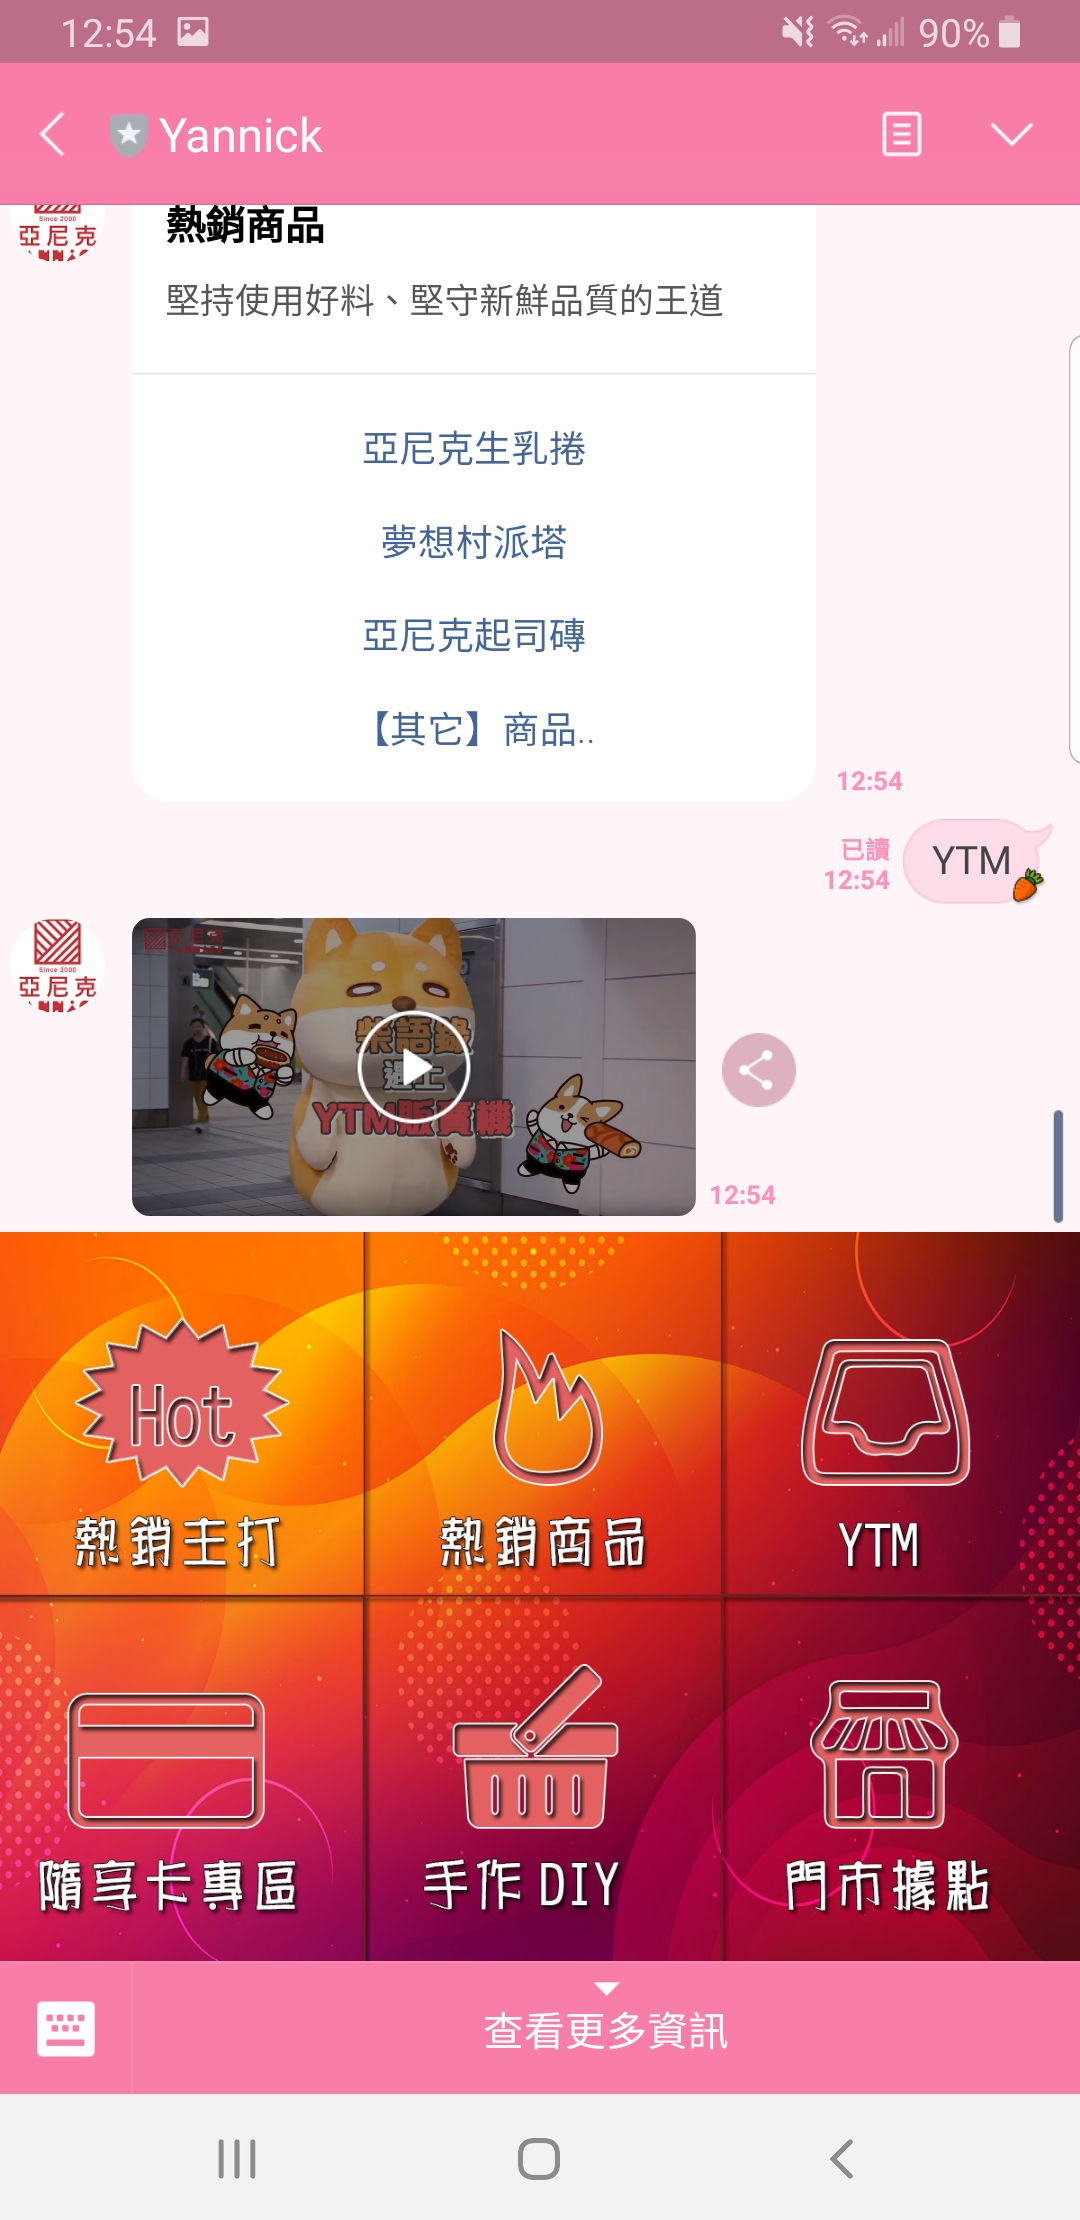 12:54
90%
Yannick
Since 2000
亞尼克
熱銷商品
堅持使用好料、堅守新鮮品質的王道
亞尼克生乳捲
夢想村派塔
亞尼克起司磚
【其它】商品..
12:54
已讀
12:54
YTM
Since 2000
亞尼克
亞尼克
柴語錄
遇上
YTM販賣機
12:54
Hot
熱銷主打
熱銷商品
YTM
隨享卡專區
手作 DIY
門市據點
查看更多資訊